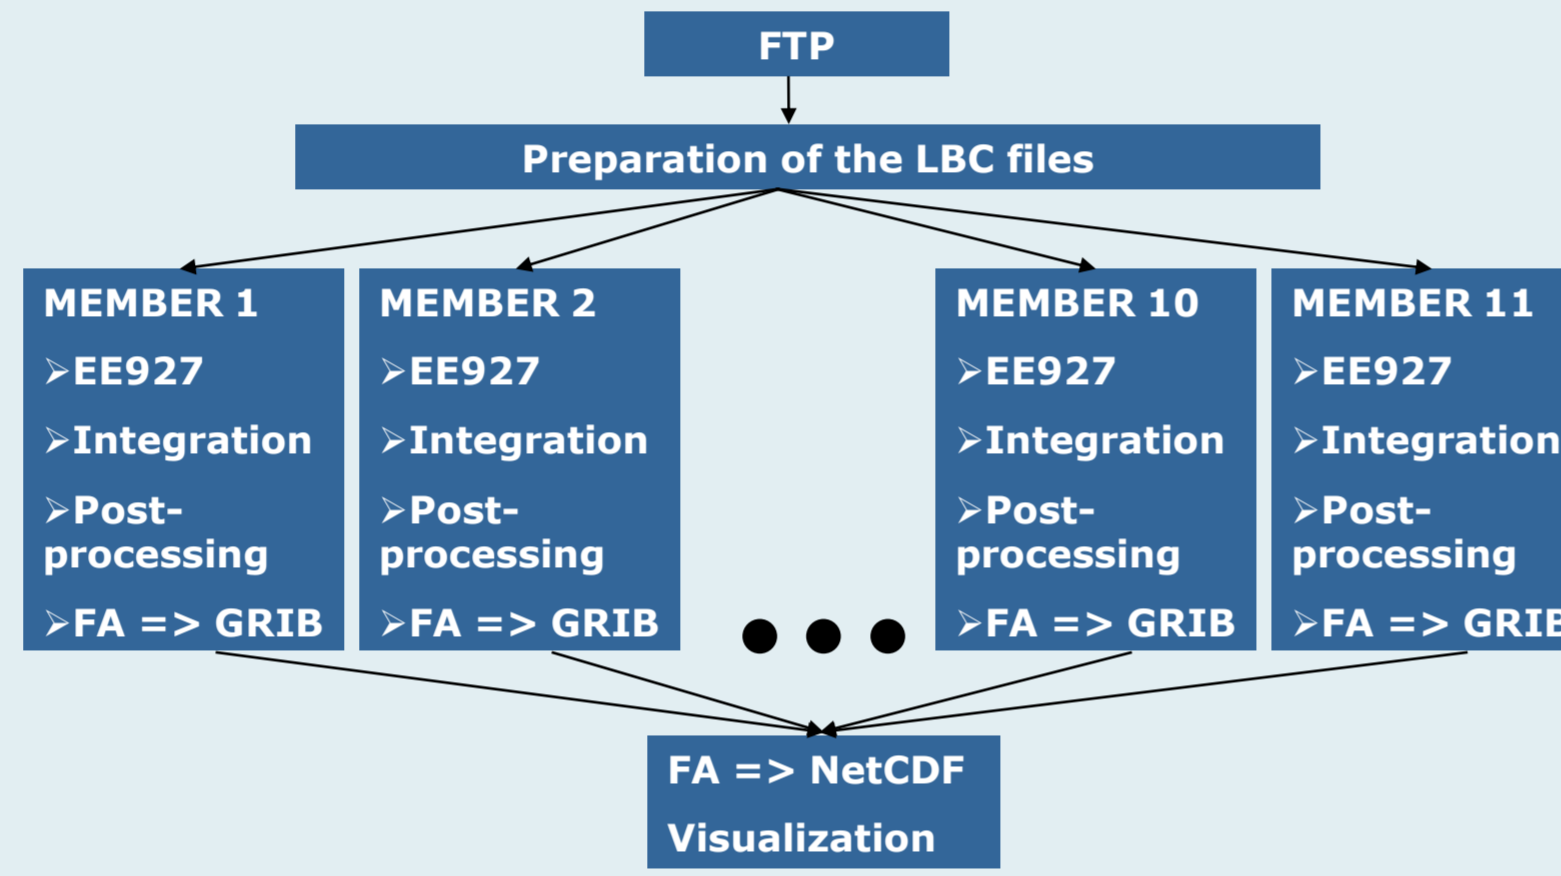 FTP
Preparation of the LBC files
MEMBER 1
➢EE927
➢Integration
➢Post-
processing
➢FA => GRIB
MEMBER 2
➢EE927
➢Integration
➢Post-
processing
➢FA => GRIB
MEMBER 10
➢EE927
➢Integration
➢Post-
processing
➢FA => GRIB
MEMBER 11
➢EE927
➢Integration
➢Post-
processing
➢FA => GRIB
FA => NetCDF
Visualization